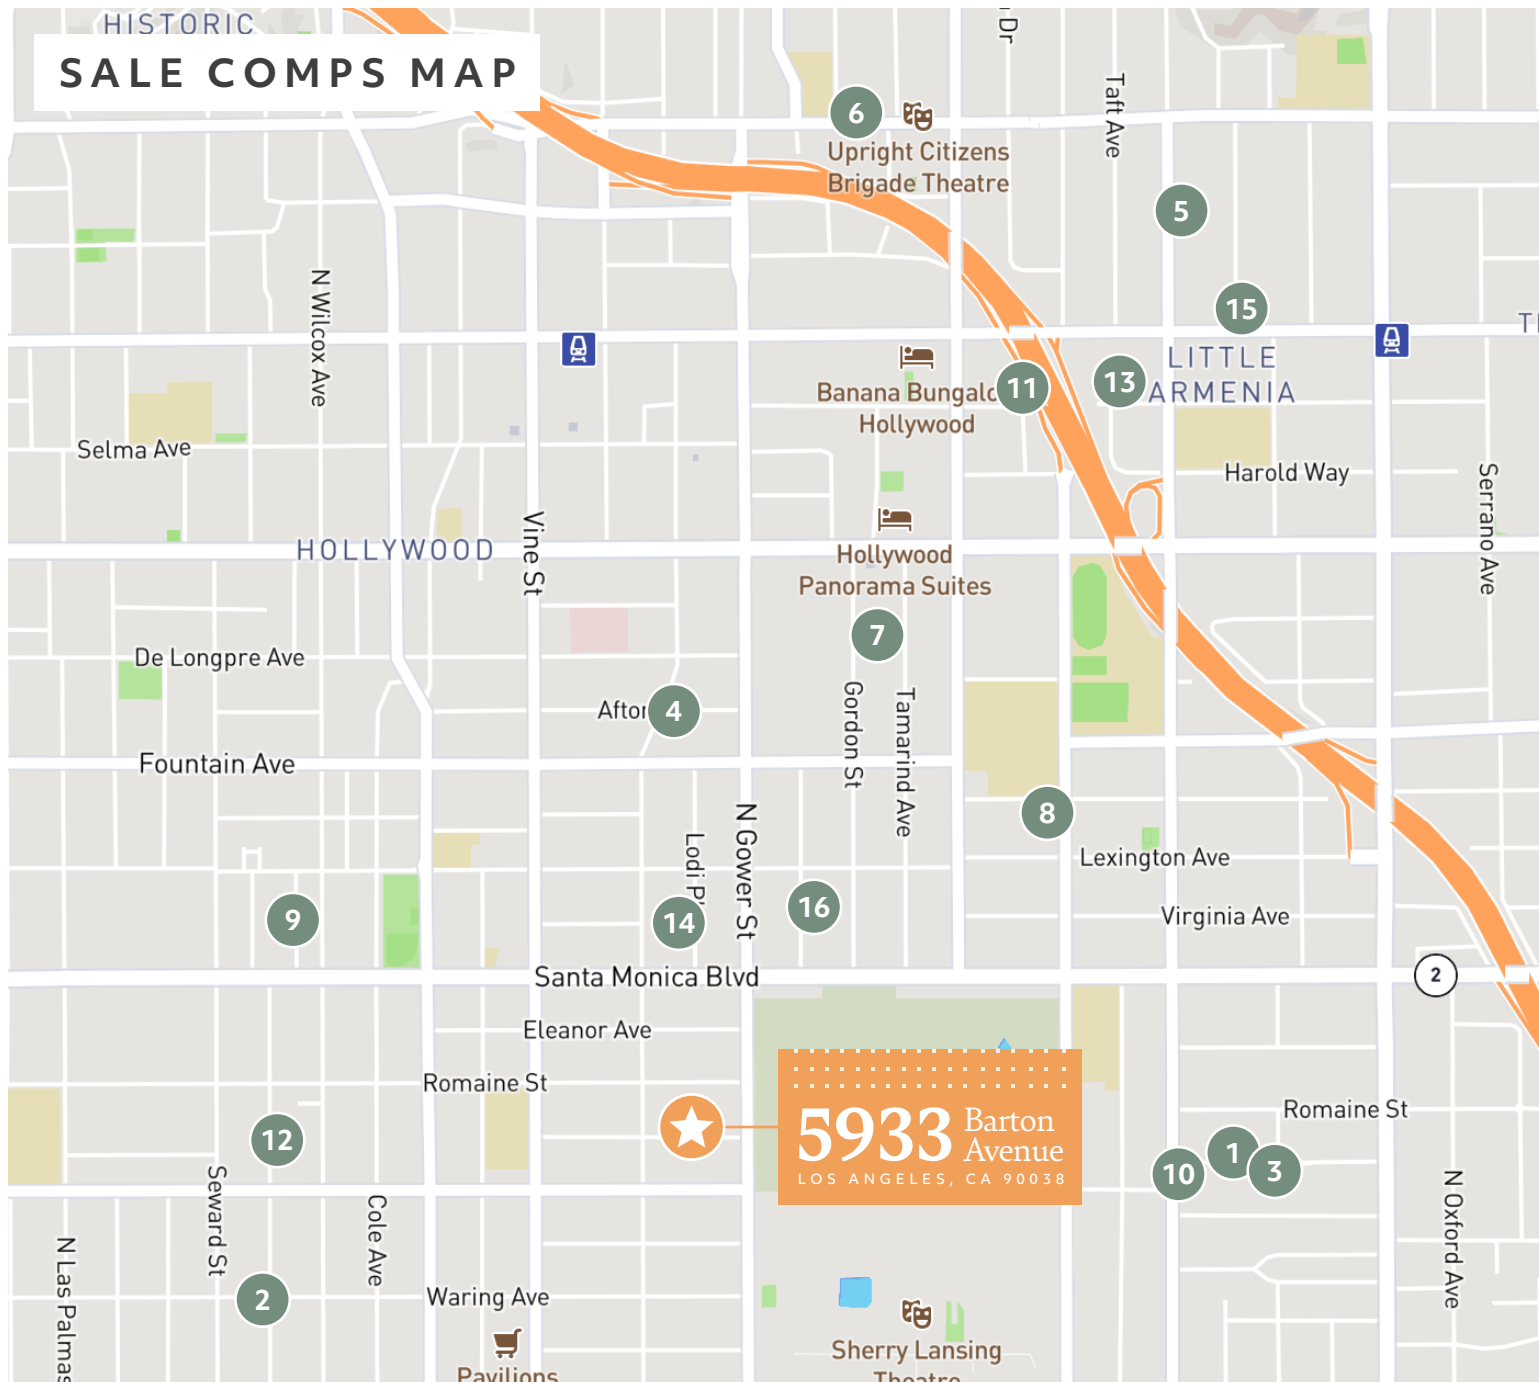 HISTORIC
SALE COMPS MAP
Dr
Taft Ave
6
Upright Citizens
Brigade Theatre
5
N Wilcox Ave
15
LITTLE
ARMENIA
Banana Bungalo
Hollywood
11
13
Selma Ave
Harold Way
Serrano Ave
HOLLYWOOD
Vine St
Hollywood
Panorama Suites
7
De Longpre Ave
Afton
4
Gordon St
Tamarind Ave
Fountain Ave
8
N Gower St
Lodi Pl
Lexington Ave
9
14
16
Virginia Ave
Santa Monica Blvd
2
Eleanor Ave
Romaine St
5933 Barton
Avenue
LOS ANGELES, CA 90038
Romaine St
12
1
3
10
Seward St
Cole Ave
N Las Palmas
N Oxford Ave
2
Waring Ave
Sherry Lansing
Theatre
Pavilions